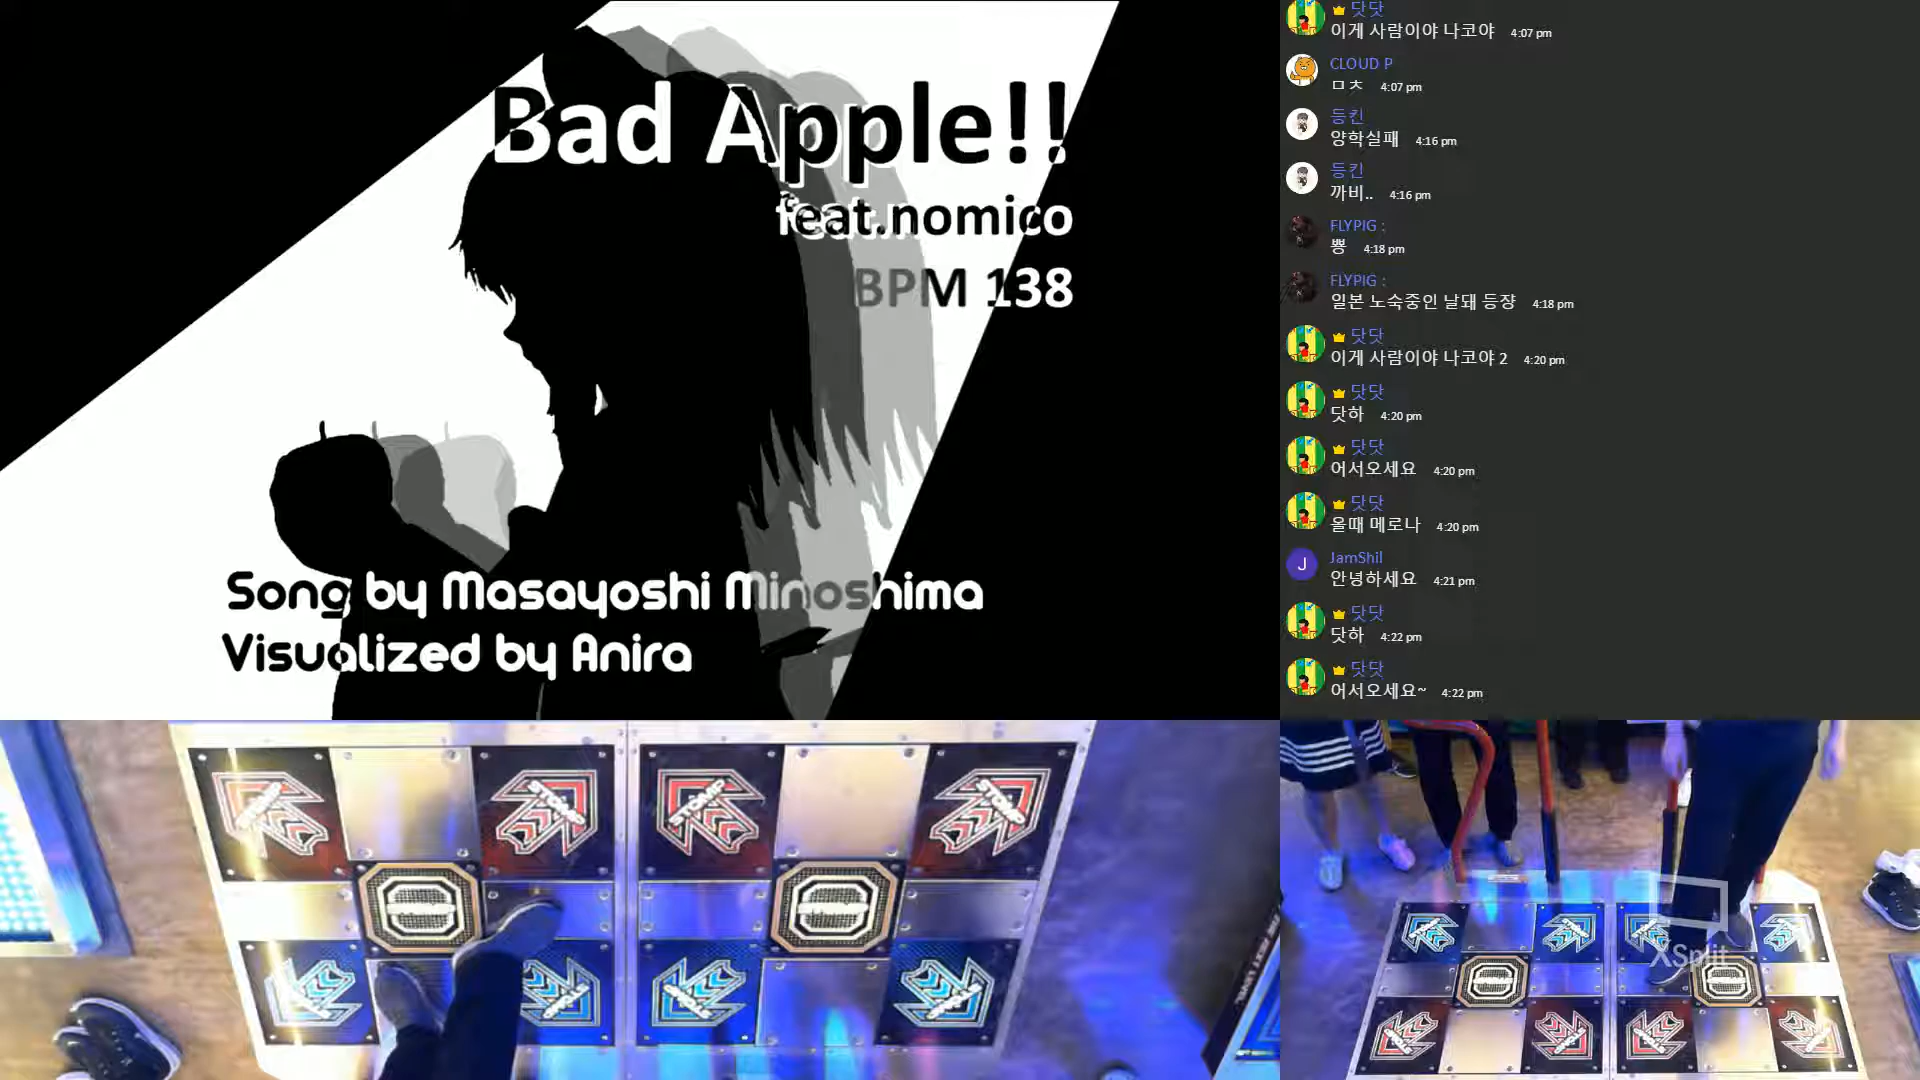 Bad Apple!!
feat.nomico
BPM 138
Song by Masayoshi Minoshima
Visualized by Anira
닷닷
이게 사람이야 나코야 4:07 pm
CLOUD P
ㅁㅊ 4:07 pm
등킨
양학실패 4:16 pm
등킨
까비.. 4:16 pm
FLYPIG :
뿅 4:18 pm
FLYPIG :
일본 노숙중인 날돼 등장 4:18 pm
닷닷
이게 사람이야 나코야 2 4:20 pm
닷닷
닷하 4:20 pm
닷닷
어서오세요 4:20 pm
닷닷
올때 메로나 4:20 pm
J
JamShil
안녕하세요 4:21 pm
닷닷
닷하 4:22 pm
닷닷
어서오세요~ 4:22 pm
STOMP
STOMP
STOMP
STOMP
XSplit